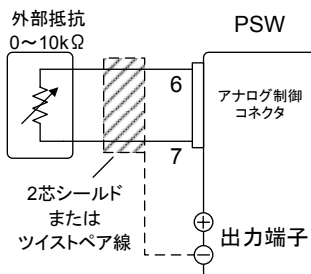 外部抵抗
0～10kΩ
PSW
6
アナログ制御
コネクタ
7
2芯シールド
または
ツイストペア線
出力端子